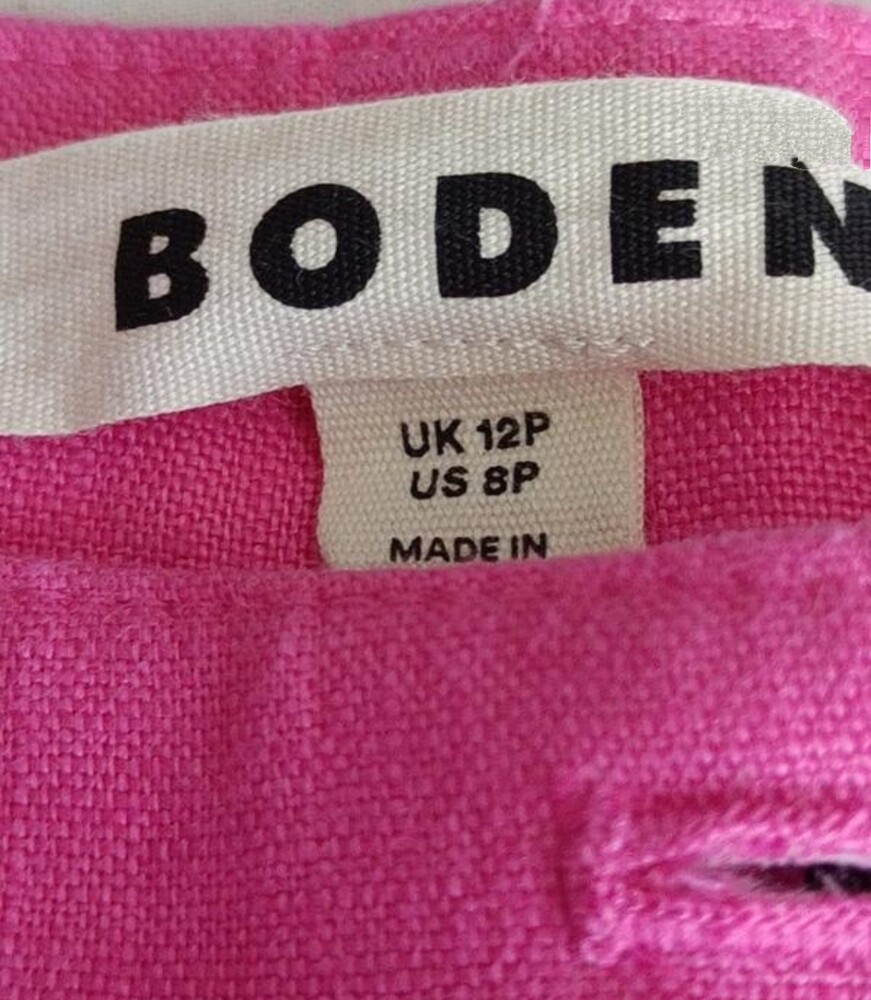 BODEN
UK 12P
US 8P
MADE IN